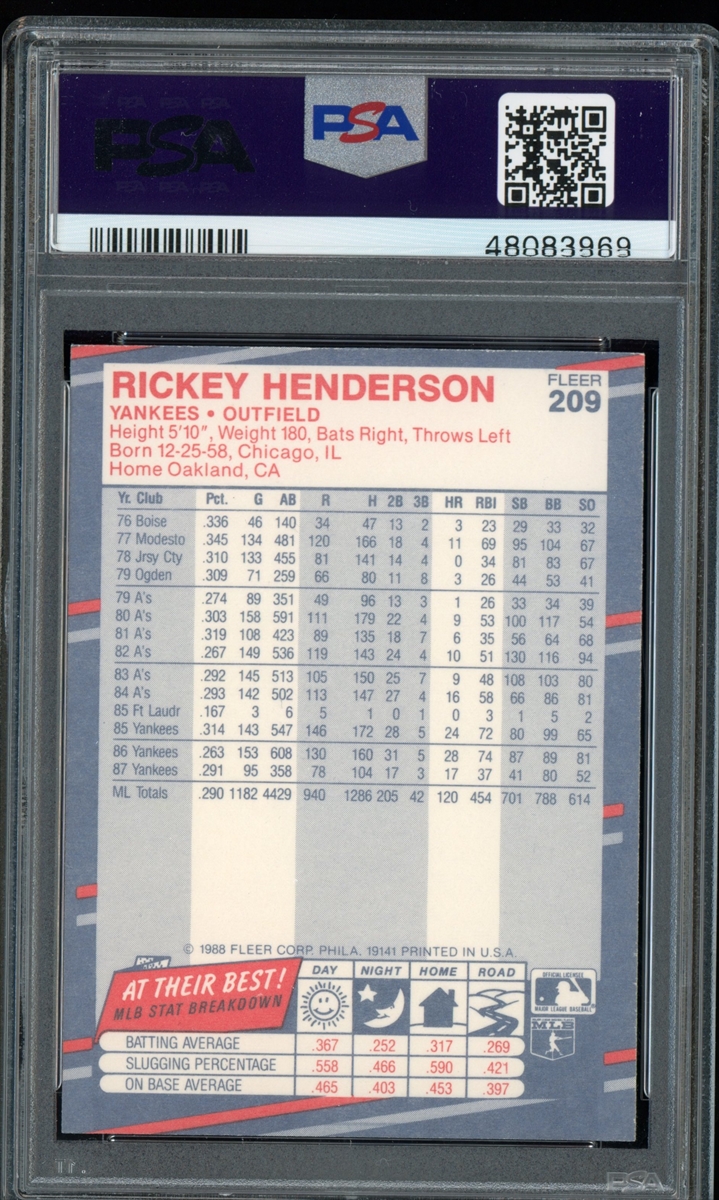 PSA PSA PSA
PSA
PSA PSA PSA
PSA
48083969
RICKEY HENDERSON
YANKEES • OUTFIELD
Height 5'10", Weight 180, Bats Right, Throws Left
Born 12-25-58, Chicago, IL
Home Oakland, CA
FLEER
209
Yr. Club Pct. G AB R H 2B 3B HR RBI SB BB SO
76 Boise .336 46 140 34 47 13 2 3 23 29 33 32
77 Modesto .345 134 481 120 166 18 4 11 69 95 104 67
78 Jrsy Cty .310 133 455 81 141 14 4 0 34 81 83 67
79 Ogden .309 71 259 66 80 11 8 3 26 44 53 41
79 A's .274 89 351 49 96 13 3 1 26 33 34 39
80 A's .303 158 591 111 179 22 4 9 53 100 117 54
81 A's .319 108 423 89 135 18 7 6 35 56 64 68
82 A's .267 149 536 119 143 24 4 10 51 130 116 94
83 A's .292 145 513 105 150 25 7 9 48 108 103 80
84 A's .293 142 502 113 147 27 4 16 58 66 86 81
85 Ft Laudr .167 3 6 5 1 0 1 0 3 1 5 2
85 Yankees .314 143 547 146 172 28 5 24 72 80 99 65
86 Yankees .263 153 608 130 160 31 5 28 74 87 89 81
87 Yankees .291 95 358 78 104 17 3 17 37 41 80 52
ML Totals .290 1182 4429 940 1286 205 42 120 454 701 788 614
© 1988 FLEER CORP. PHILA. 19141 PRINTED IN U.S.A.
AT THEIR BEST!
MLB STAT BREAKDOWN
DAY NIGHT HOME ROAD
BATTING AVERAGE .367 .252 .317 .269
SLUGGING PERCENTAGE .558 .466 .590 .421
ON BASE AVERAGE .465 .403 .453 .397
OFFICIAL LICENSEE
MAJOR LEAGUE BASEBALL
MLB
PSA